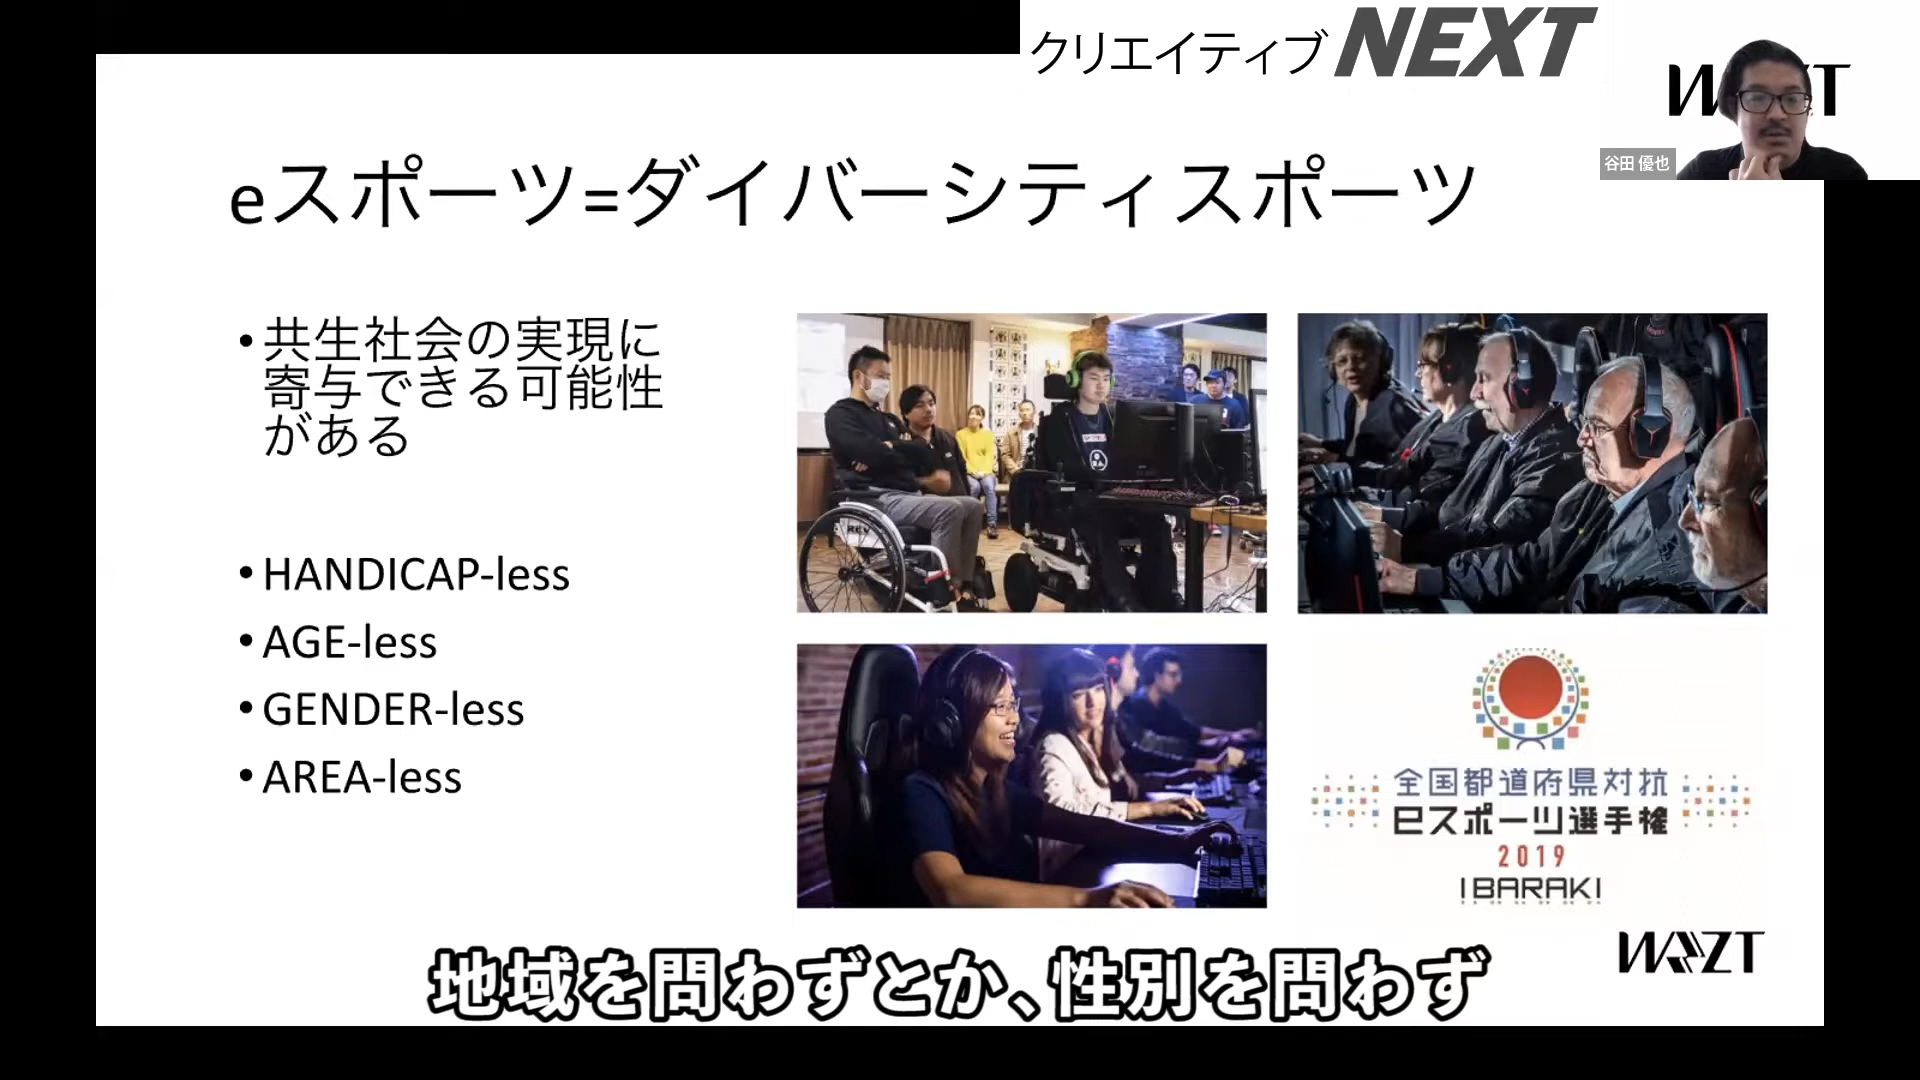 クリエイティブNEXT
谷田 優也
eスポーツ=ダイバーシティスポーツ
•共生社会の実現に
寄与できる可能性
がある
•HANDICAP-less
•AGE-less
•GENDER-less
•AREA-less
全国都道府県対抗
eスポーツ選手権
2019
IBARAKI
地域を問わずとか、性別を問わず